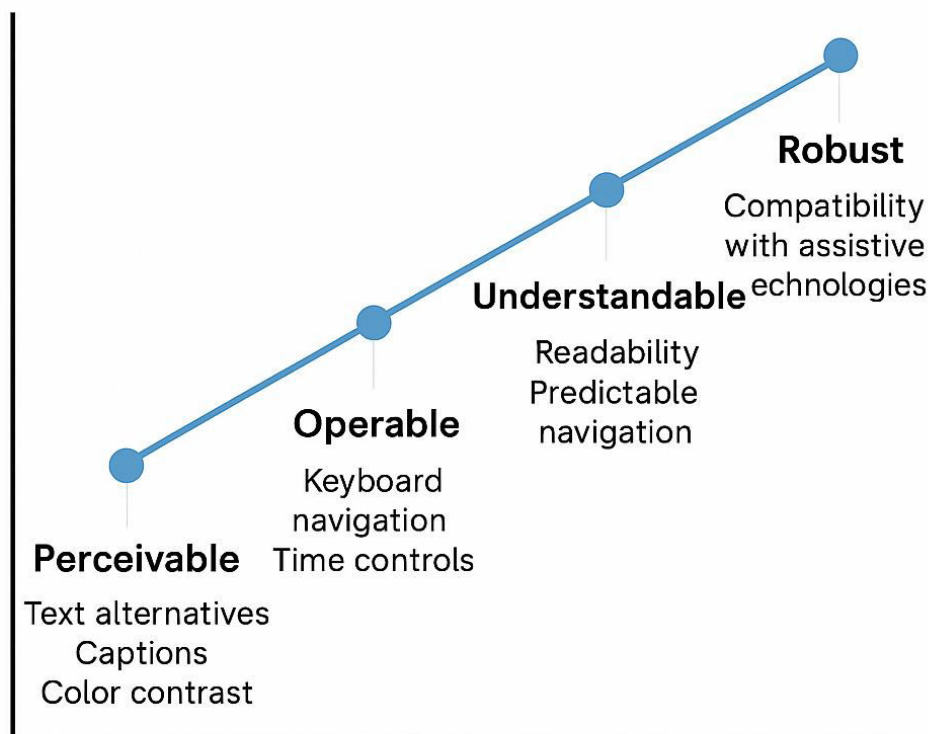 Perceivable
Text alternatives
Captions
Color contrast
Operable
Keyboard
navigation
Time controls
Understandable
Readability
Predictable
navigation
Robust
Compatibility
with assistive
echnologies